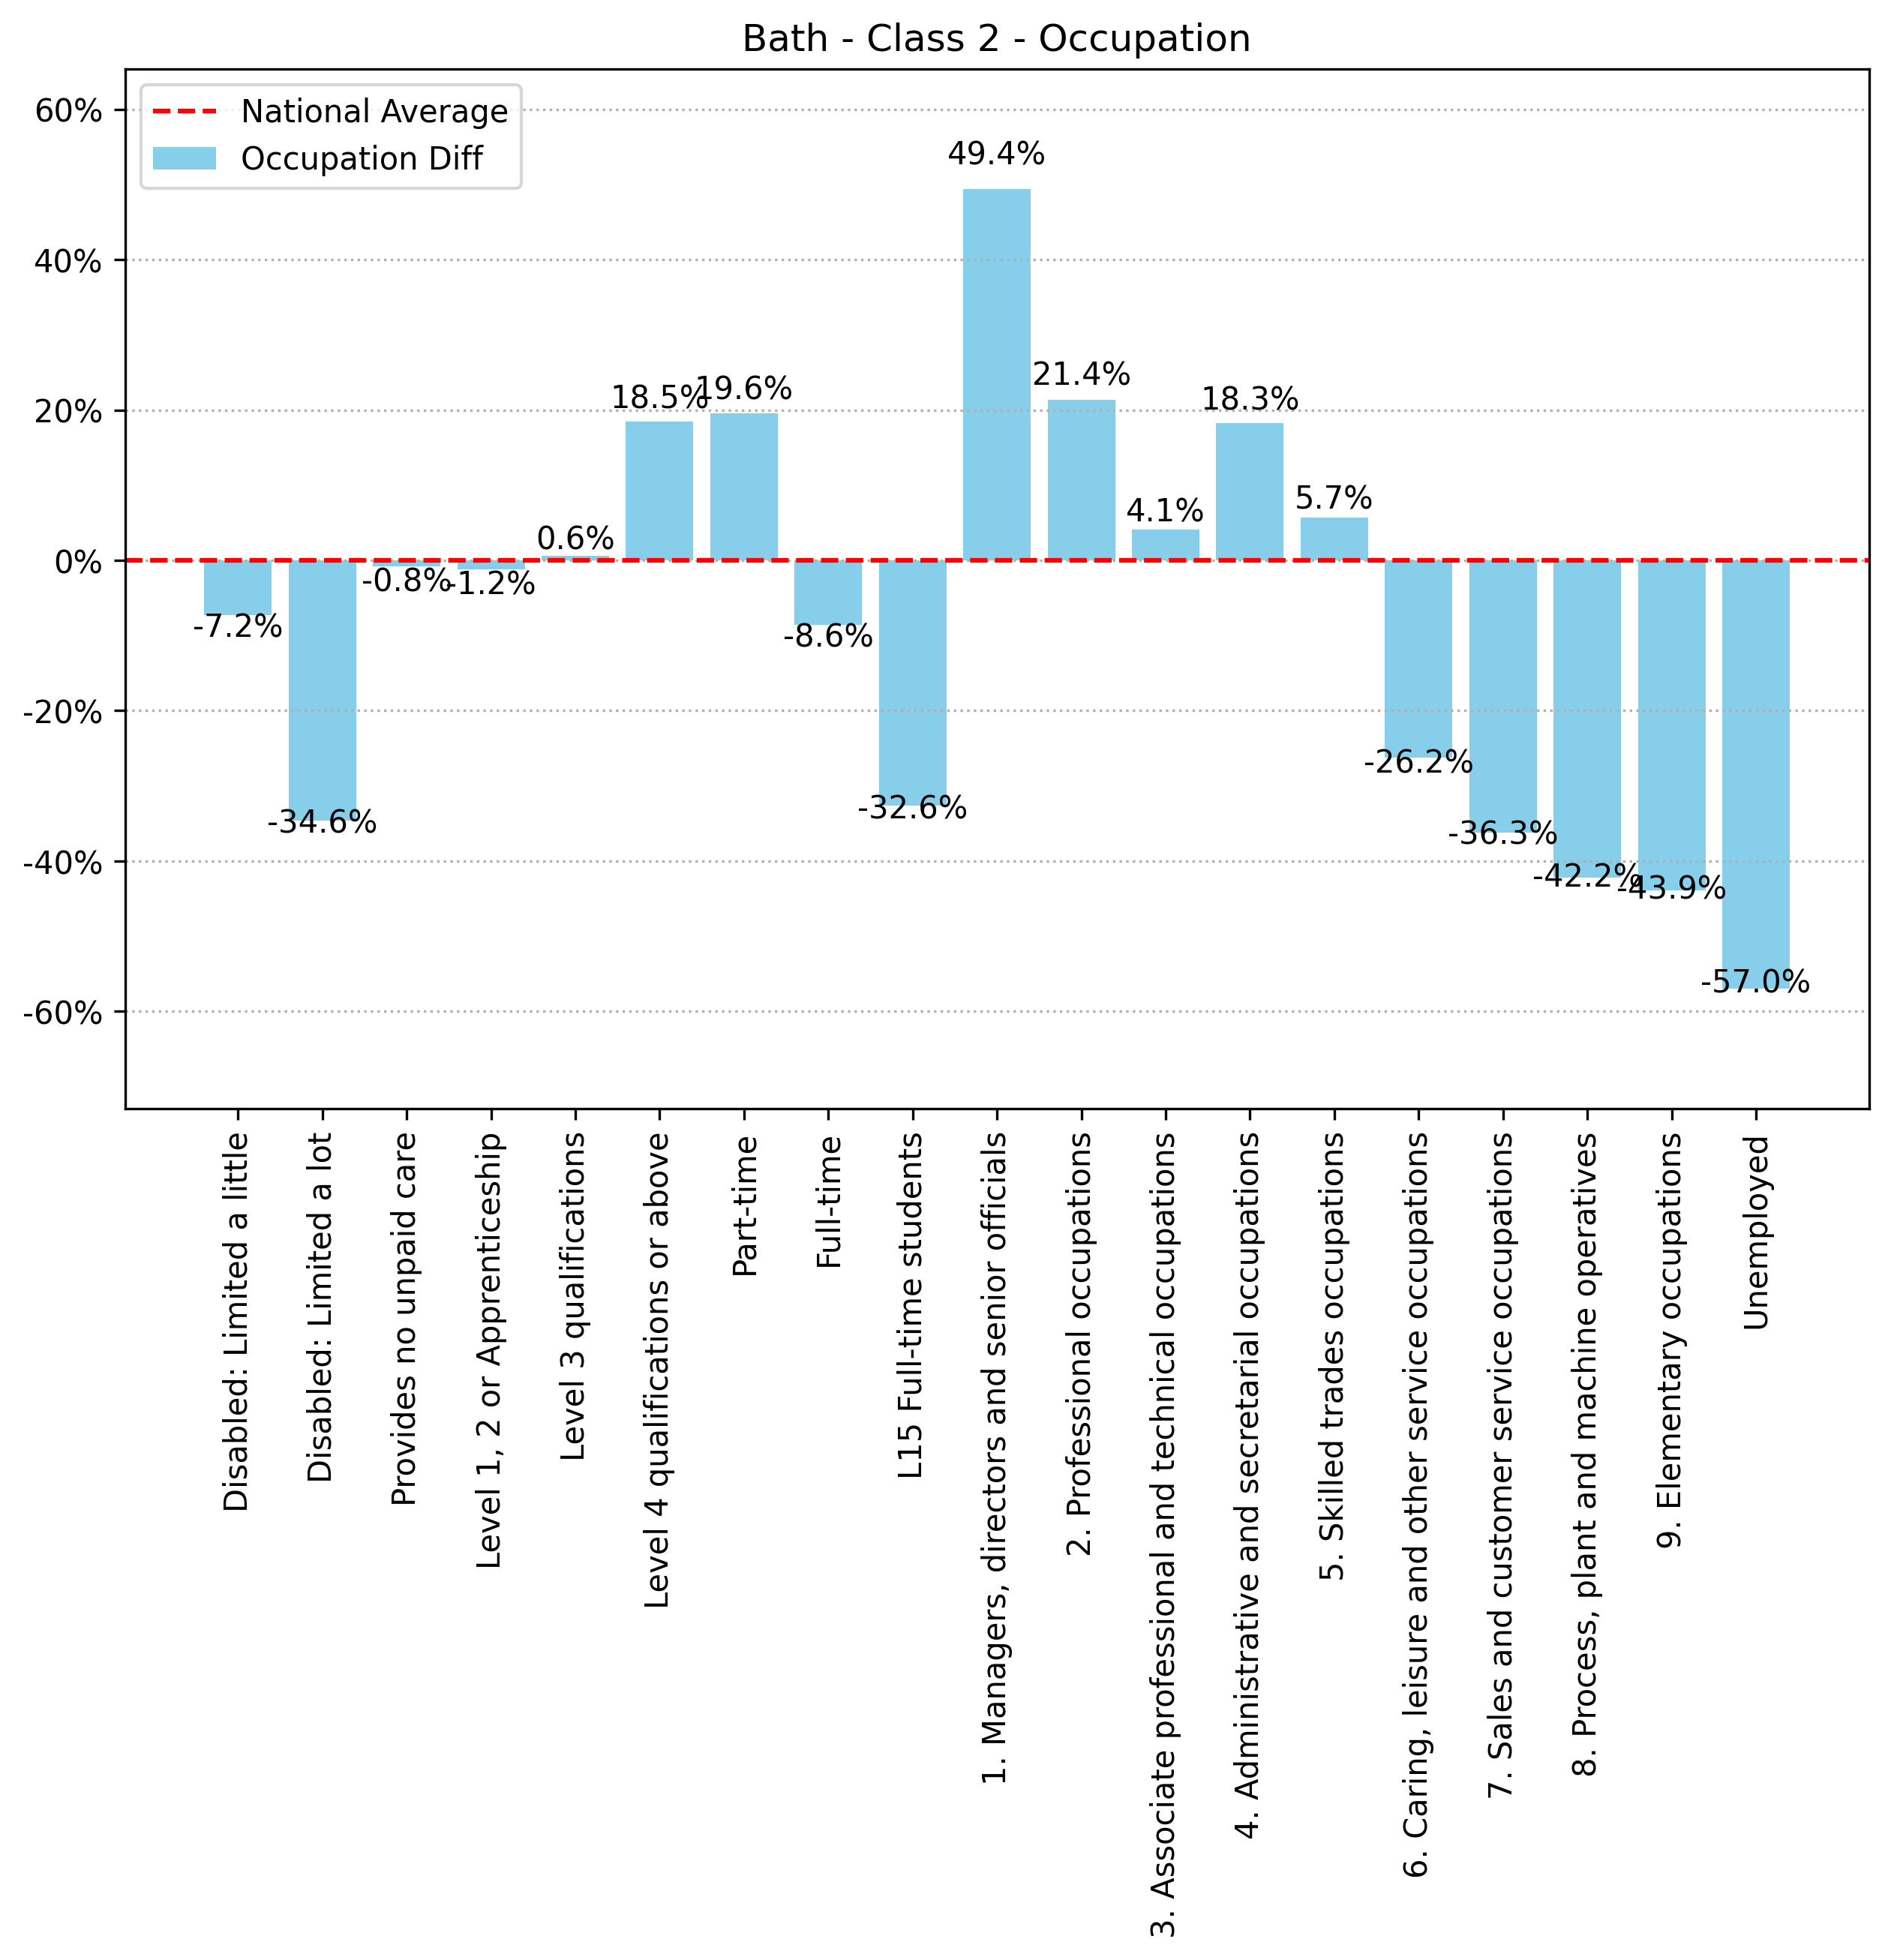 Bath - Class 2 - Occupation
National Average
Occupation Diff
60%
40%
20%
0%
-20%
-40%
-60%
-7.2%
-34.6%
-0.8%
-1.2%
0.6%
18.5%
19.6%
-8.6%
-32.6%
49.4%
21.4%
4.1%
18.3%
5.7%
-26.2%
-36.3%
-42.2%
-43.9%
-57.0%
Disabled: Limited a little
Disabled: Limited a lot
Provides no unpaid care
Level 1, 2 or Apprenticeship
Level 3 qualifications
Level 4 qualifications or above
Part-time
Full-time
L15 Full-time students
1. Managers, directors and senior officials
2. Professional occupations
3. Associate professional and technical occupations
4. Administrative and secretarial occupations
5. Skilled trades occupations
6. Caring, leisure and other service occupations
7. Sales and customer service occupations
8. Process, plant and machine operatives
9. Elementary occupations
Unemployed